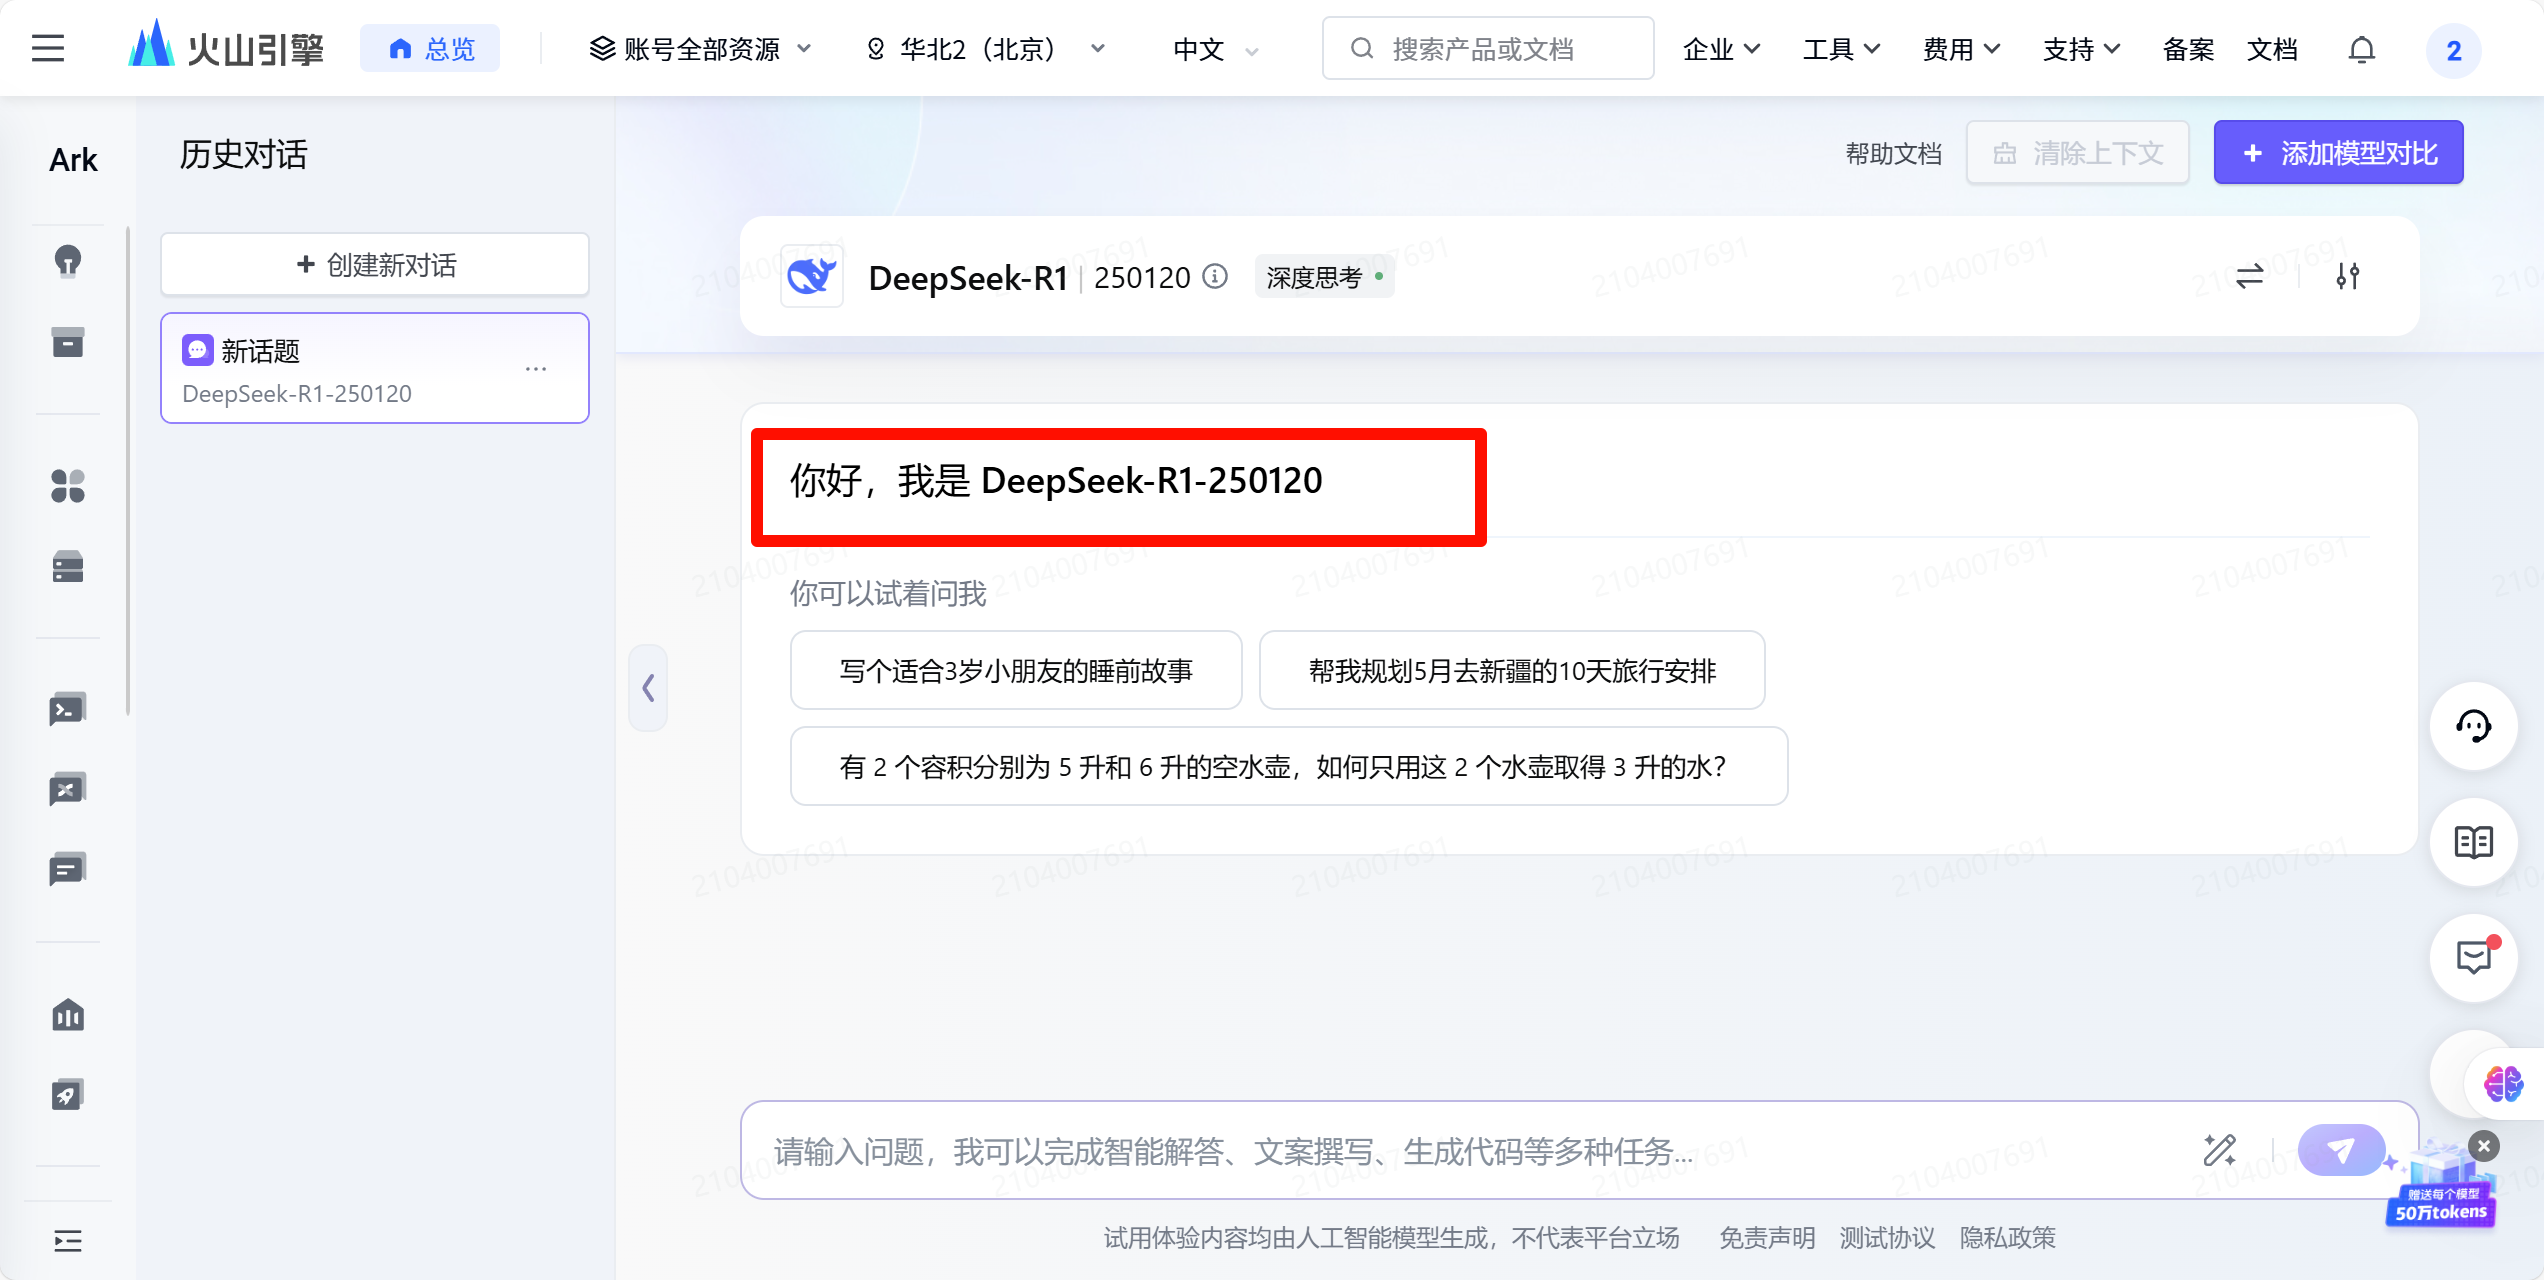 火山引擎
总览
账号全部资源
华北2（北京）
中文
搜索产品或文档
企业
工具
费用
支持
备案
文档
2
Ark
历史对话
帮助文档
清除上下文
+ 添加模型对比
+ 创建新对话
新话题
...
DeepSeek-R1-250120
DeepSeek-R1 | 250120
深度思考
你好，我是 DeepSeek-R1-250120
你可以试着问我
写个适合3岁小朋友的睡前故事
帮我规划5月去新疆的10天旅行安排
有 2 个容积分别为 5 升和 6 升的空水壶，如何只用这 2 个水壶取得 3 升的水？
请输入问题，我可以完成智能解答、文案撰写、生成代码等多种任务...
赠送每个模型
50万tokens
试用体验内容均由人工智能模型生成，不代表平台立场
免责声明
测试协议
隐私政策
2104007691